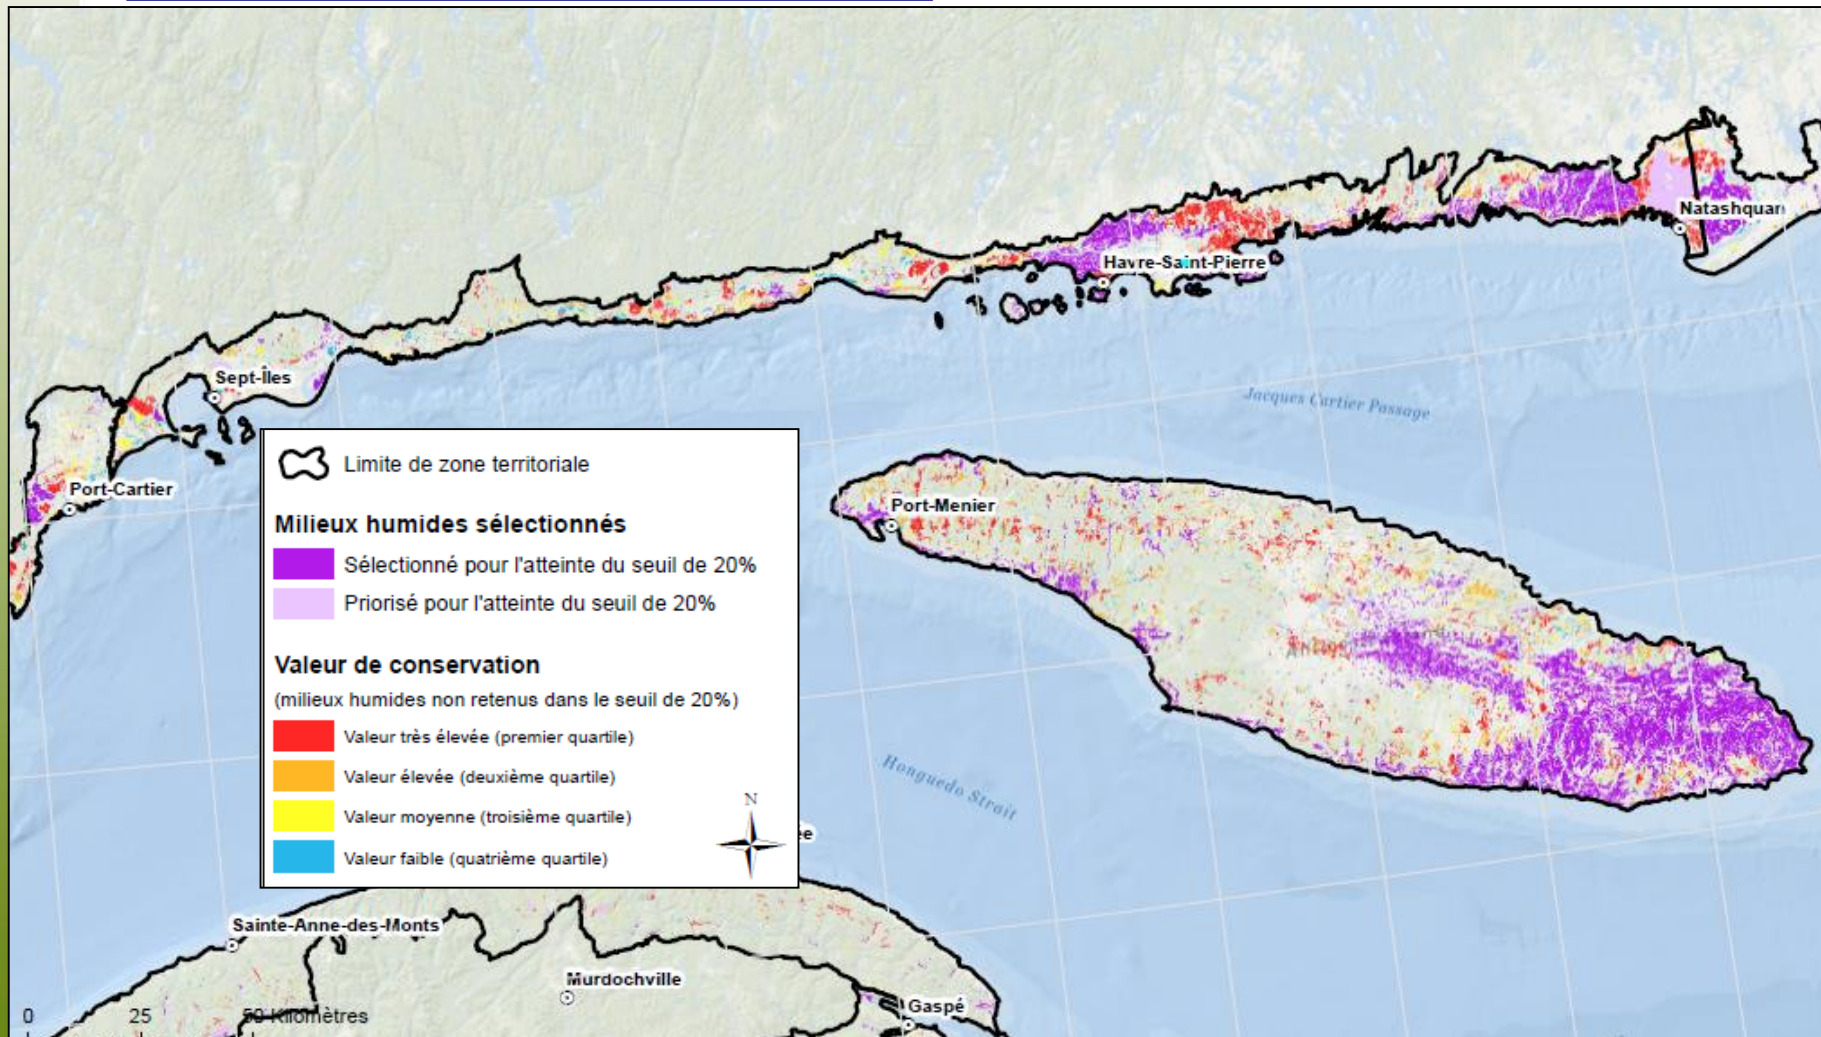 Natashquan
Havre-Saint-Pierre
Sept-Îles
Jacques Cartier Passage
Port-Cartier
Port-Menier
Limite de zone territoriale
Milieux humides sélectionnés
Sélectionné pour l'atteinte du seuil de 20%
Priorisé pour l'atteinte du seuil de 20%
Valeur de conservation
(milieux humides non retenus dans le seuil de 20%)
Valeur très élevée (premier quartile)
Valeur élevée (deuxième quartile)
Valeur moyenne (troisième quartile)
Valeur faible (quatrième quartile)
N
Honguedo Strait
ée
Sainte-Anne-des-Monts
Murdochville
Gaspé
0 25 50 Kilomètres